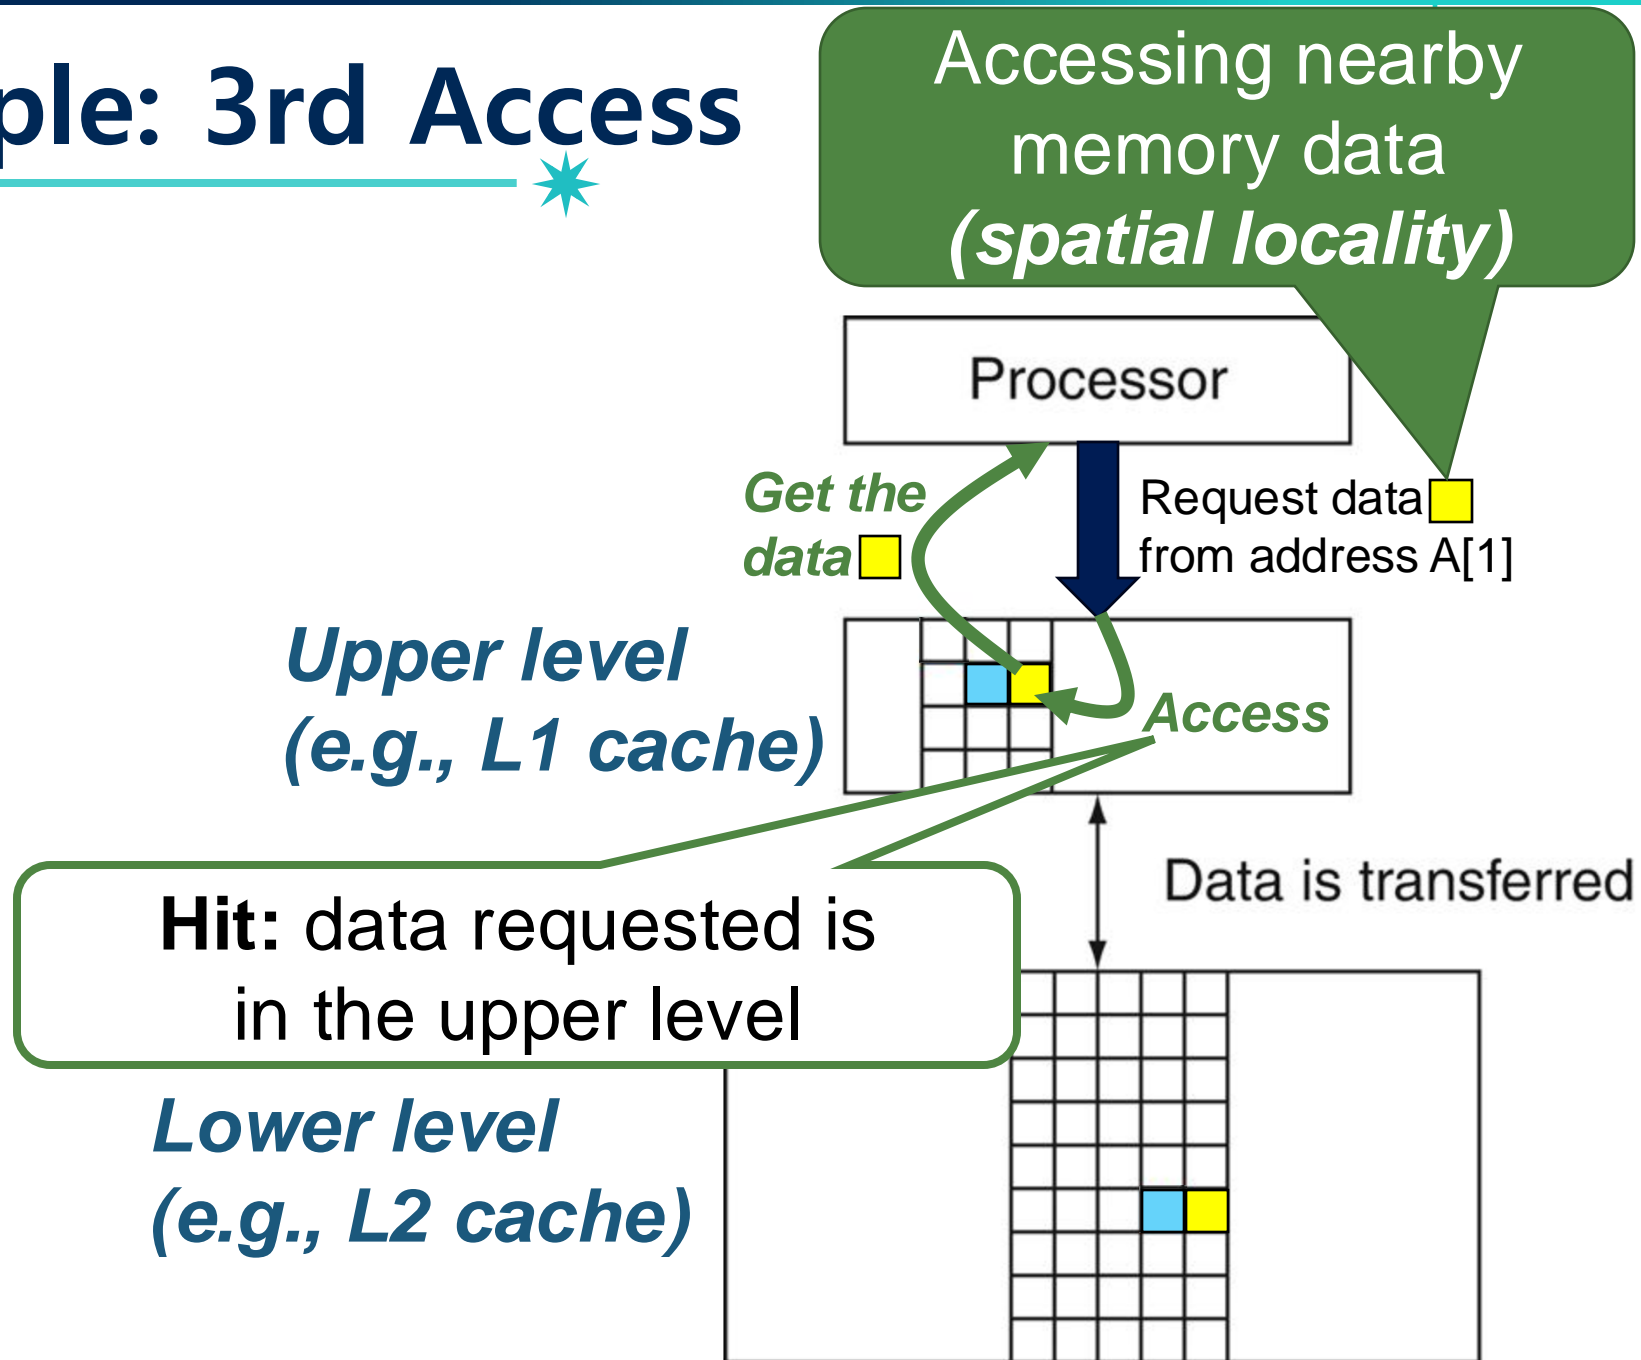 ple: 3rd Access
Accessing nearby
memory data
(spatial locality)
Processor
Get the
data
Request data
from address A[1]
Upper level
(e.g., L1 cache)
Access
Data is transferred
Hit: data requested is
in the upper level
Lower level
(e.g., L2 cache)